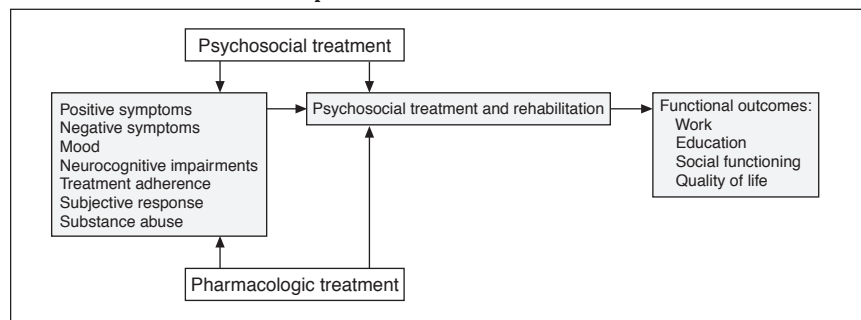 Psychosocial treatment
Positive symptoms
Negative symptoms
Mood
Neurocognitive impairments
Treatment adherence
Subjective response
Substance abuse
Psychosocial treatment and rehabilitation
Functional outcomes:
Work
Education
Social functioning
Quality of life
Pharmacologic treatment